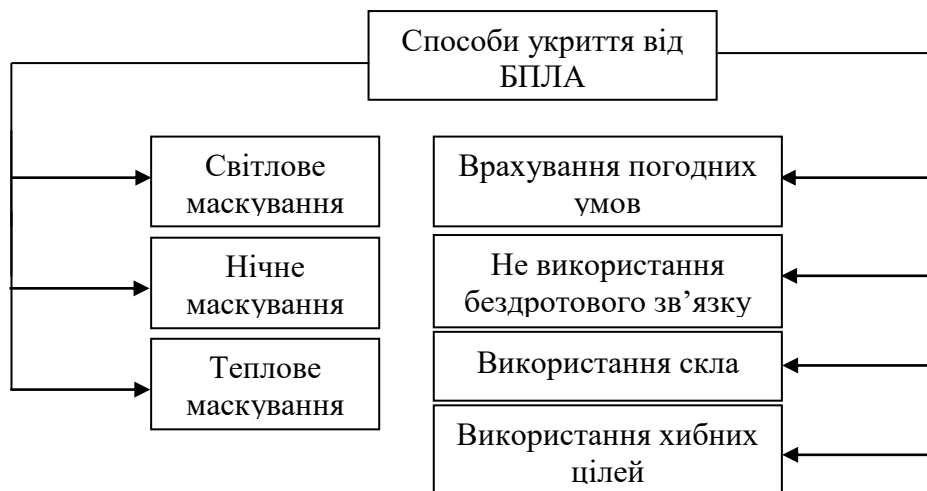 Способи укриття від
БПЛА
Світлове
маскування
Нічне
маскування
Теплове
маскування
Врахування погодних
умов
Не використання
бездротового зв’язку
Використання скла
Використання хибних
цілей